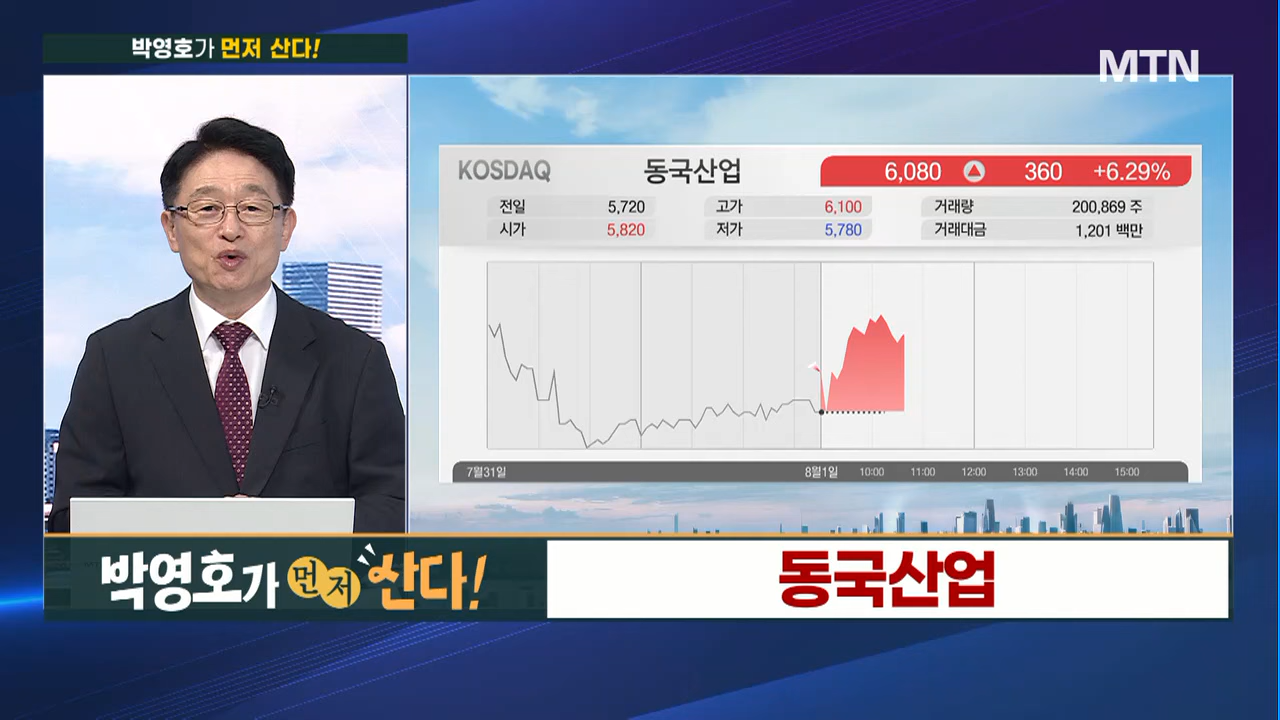 박영호가 먼저 산다!
MTN
KOSDAQ 동국산업 6,080 ▲ 360 +6.29%
전일 5,720 고가 6,100 거래량 200,869 주
시가 5,820 저가 5,780 거래대금 1,201 백만
7월31일 8월1일 10:00 11:00 12:00 13:00 14:00 15:00
박영호가 먼저 산다! 동국산업